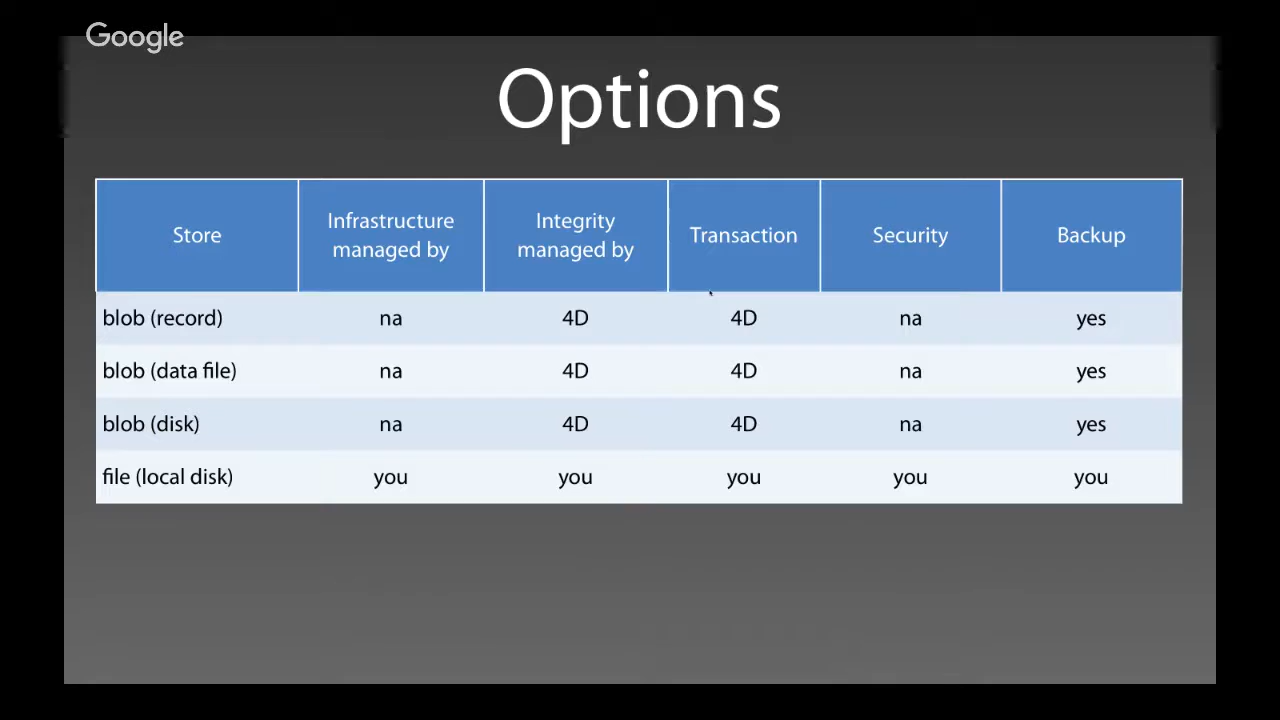 Google
Options
Store Infrastructure managed by Integrity managed by Transaction Security Backup
blob (record) na 4D 4D na yes
blob (data file) na 4D 4D na yes
blob (disk) na 4D 4D na yes
file (local disk) you you you you you